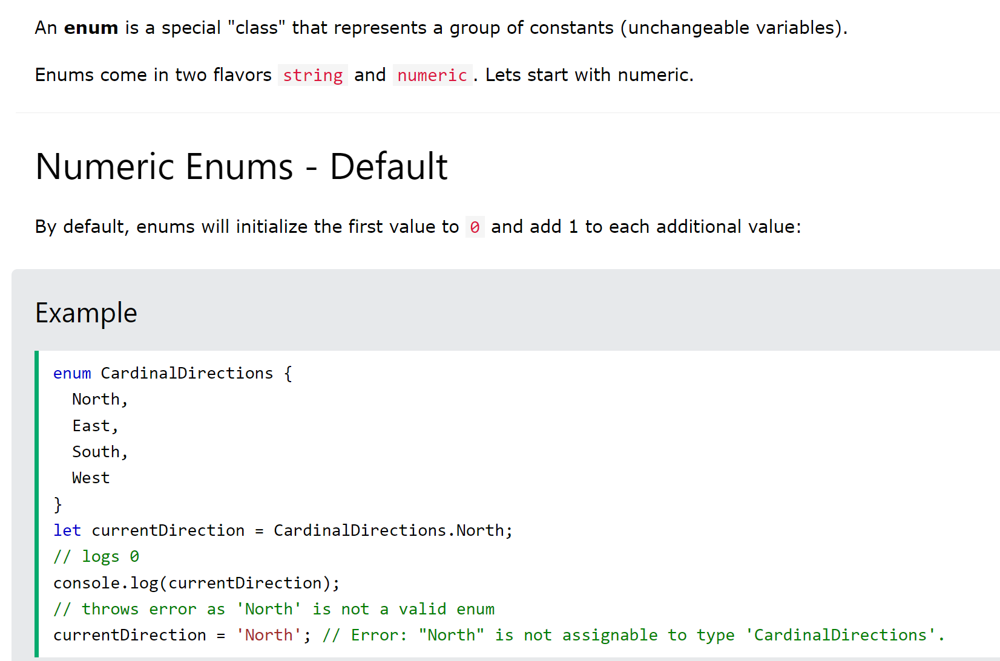 An enum is a special "class" that represents a group of constants (unchangeable variables).
Enums come in two flavors string and numeric. Lets start with numeric.
Numeric Enums - Default
By default, enums will initialize the first value to 0 and add 1 to each additional value:
Example
enum CardinalDirections {
  North,
  East,
  South,
  West
}
let currentDirection = CardinalDirections.North;
// logs 0
console.log(currentDirection);
// throws error as 'North' is not a valid enum
currentDirection = 'North'; // Error: "North" is not assignable to type 'CardinalDirections'.